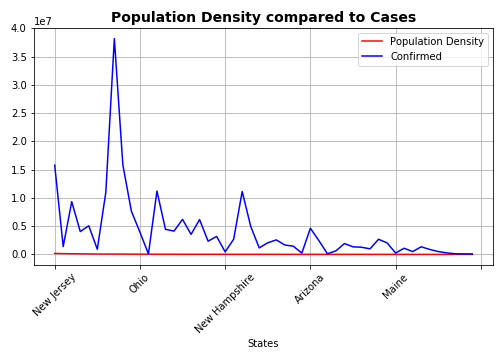 Population Density compared to Cases
1e7
4.0
3.5
3.0
2.5
2.0
1.5
1.0
0.5
0.0
Population Density
Confirmed
New Jersey
Ohio
New Hampshire
Arizona
Maine
States